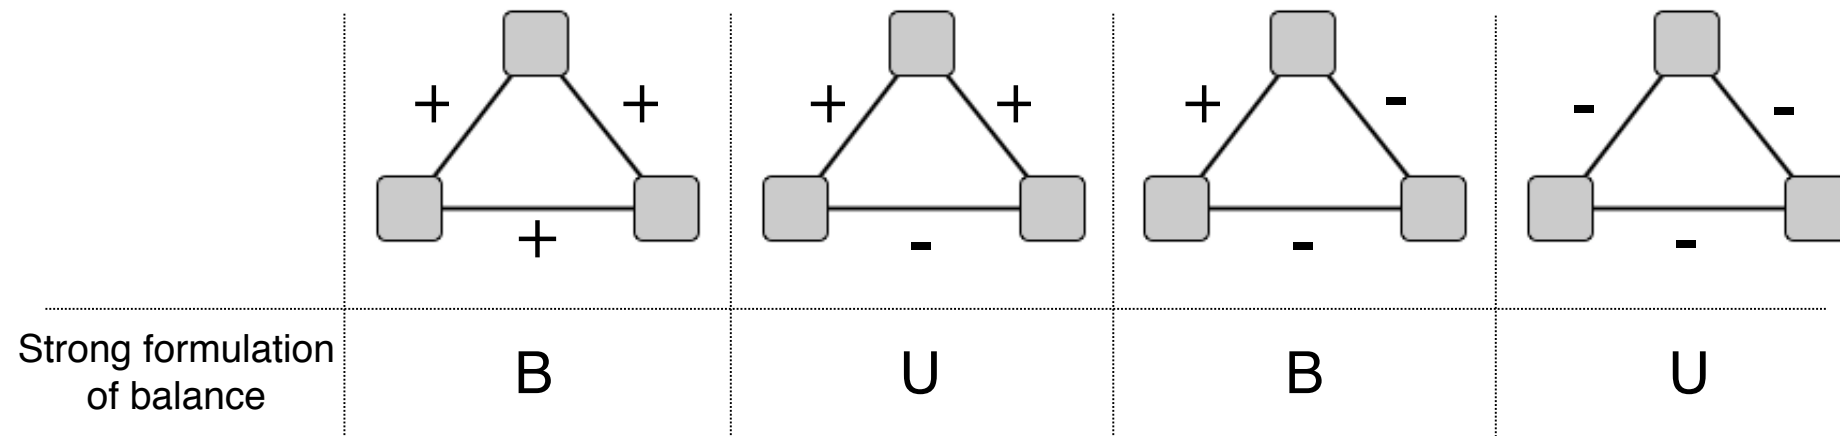 + + + + + - - -
+ - - -
Strong formulation
of balance
B U B U